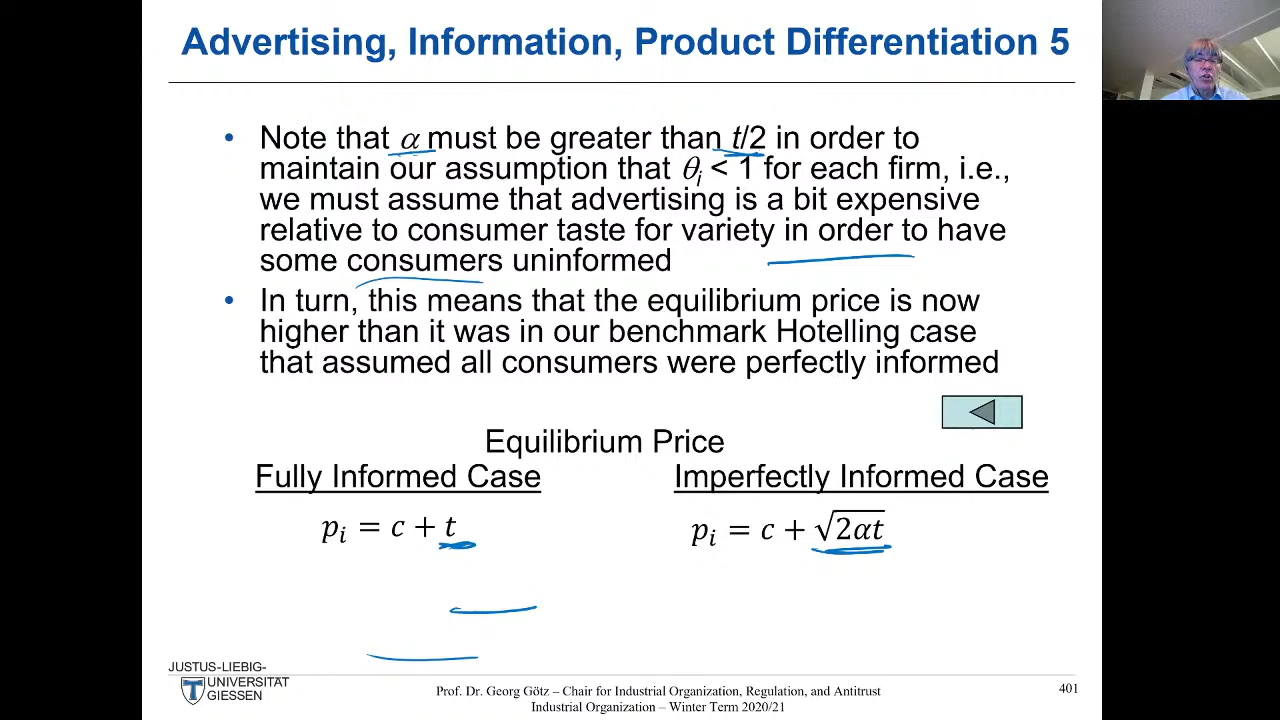 Advertising, Information, Product Differentiation 5
• Note that α must be greater than t/2 in order to
maintain our assumption that θi < 1 for each firm, i.e.,
we must assume that advertising is a bit expensive
relative to consumer taste for variety in order to have
some consumers uninformed
• In turn, this means that the equilibrium price is now
higher than it was in our benchmark Hotelling case
that assumed all consumers were perfectly informed
Equilibrium Price
Fully Informed Case
Imperfectly Informed Case
pᵢ = c + t
pᵢ = c + √2αt
JUSTUS-LIEBIG-
UNIVERSITÄT
GIESSEN
Prof. Dr. Georg Götz – Chair for Industrial Organization, Regulation, and Antitrust
Industrial Organization – Winter Term 2020/21
401